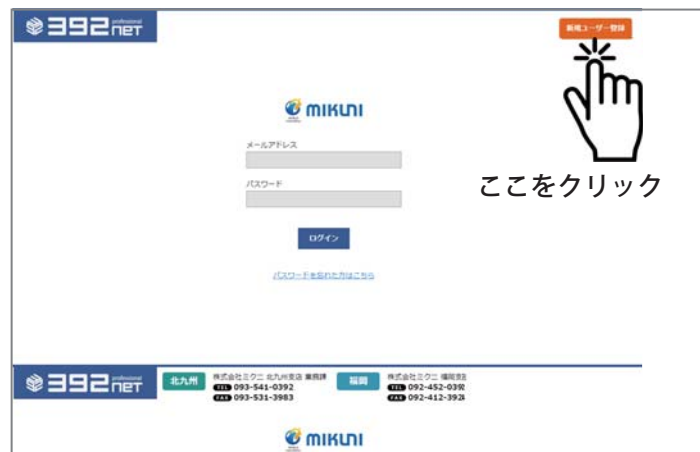 392 professional net
新規ユーザー登録
mikuni
メールアドレス
パスワード
ここをクリック
ログイン
パスワードを忘れた方はこちら
392 professional net
北九州
株式会社ミクニ 北九州支店 業務課
TEL 093-541-0392
FAX 093-531-3983
福岡
株式会社ミクニ 福岡支
TEL 092-452-039
FAX 092-412-392
mikuni